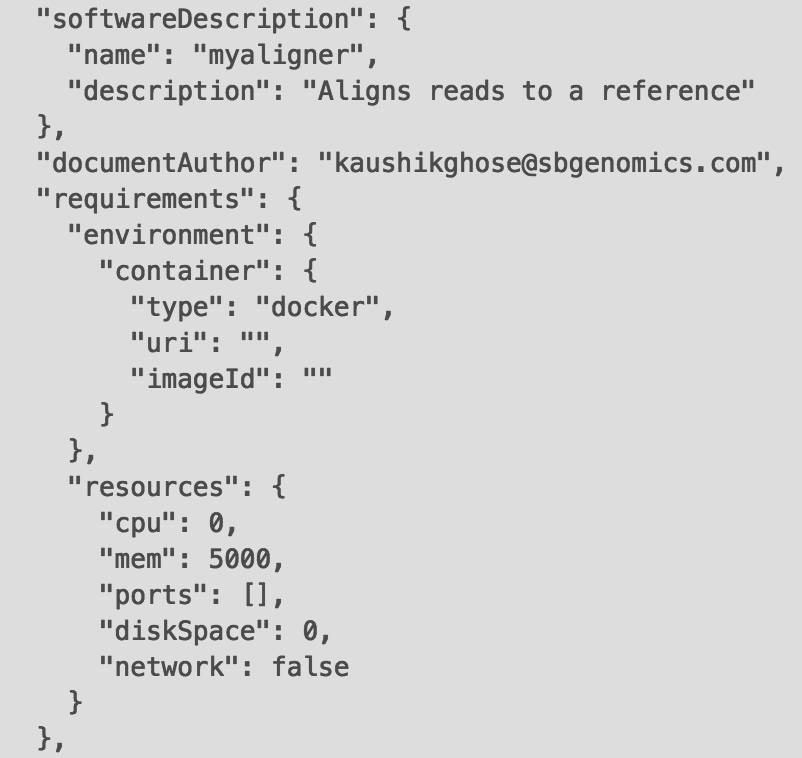 "softwareDescription": {
"name": "myaligner",
"description": "Aligns reads to a reference"
},
"documentAuthor": "kaushikghose@sbgenomics.com",
"requirements": {
"environment": {
"container": {
"type": "docker",
"uri": "",
"imageId": ""
}
},
"resources": {
"cpu": 0,
"mem": 5000,
"ports": [],
"diskSpace": 0,
"network": false
}
},